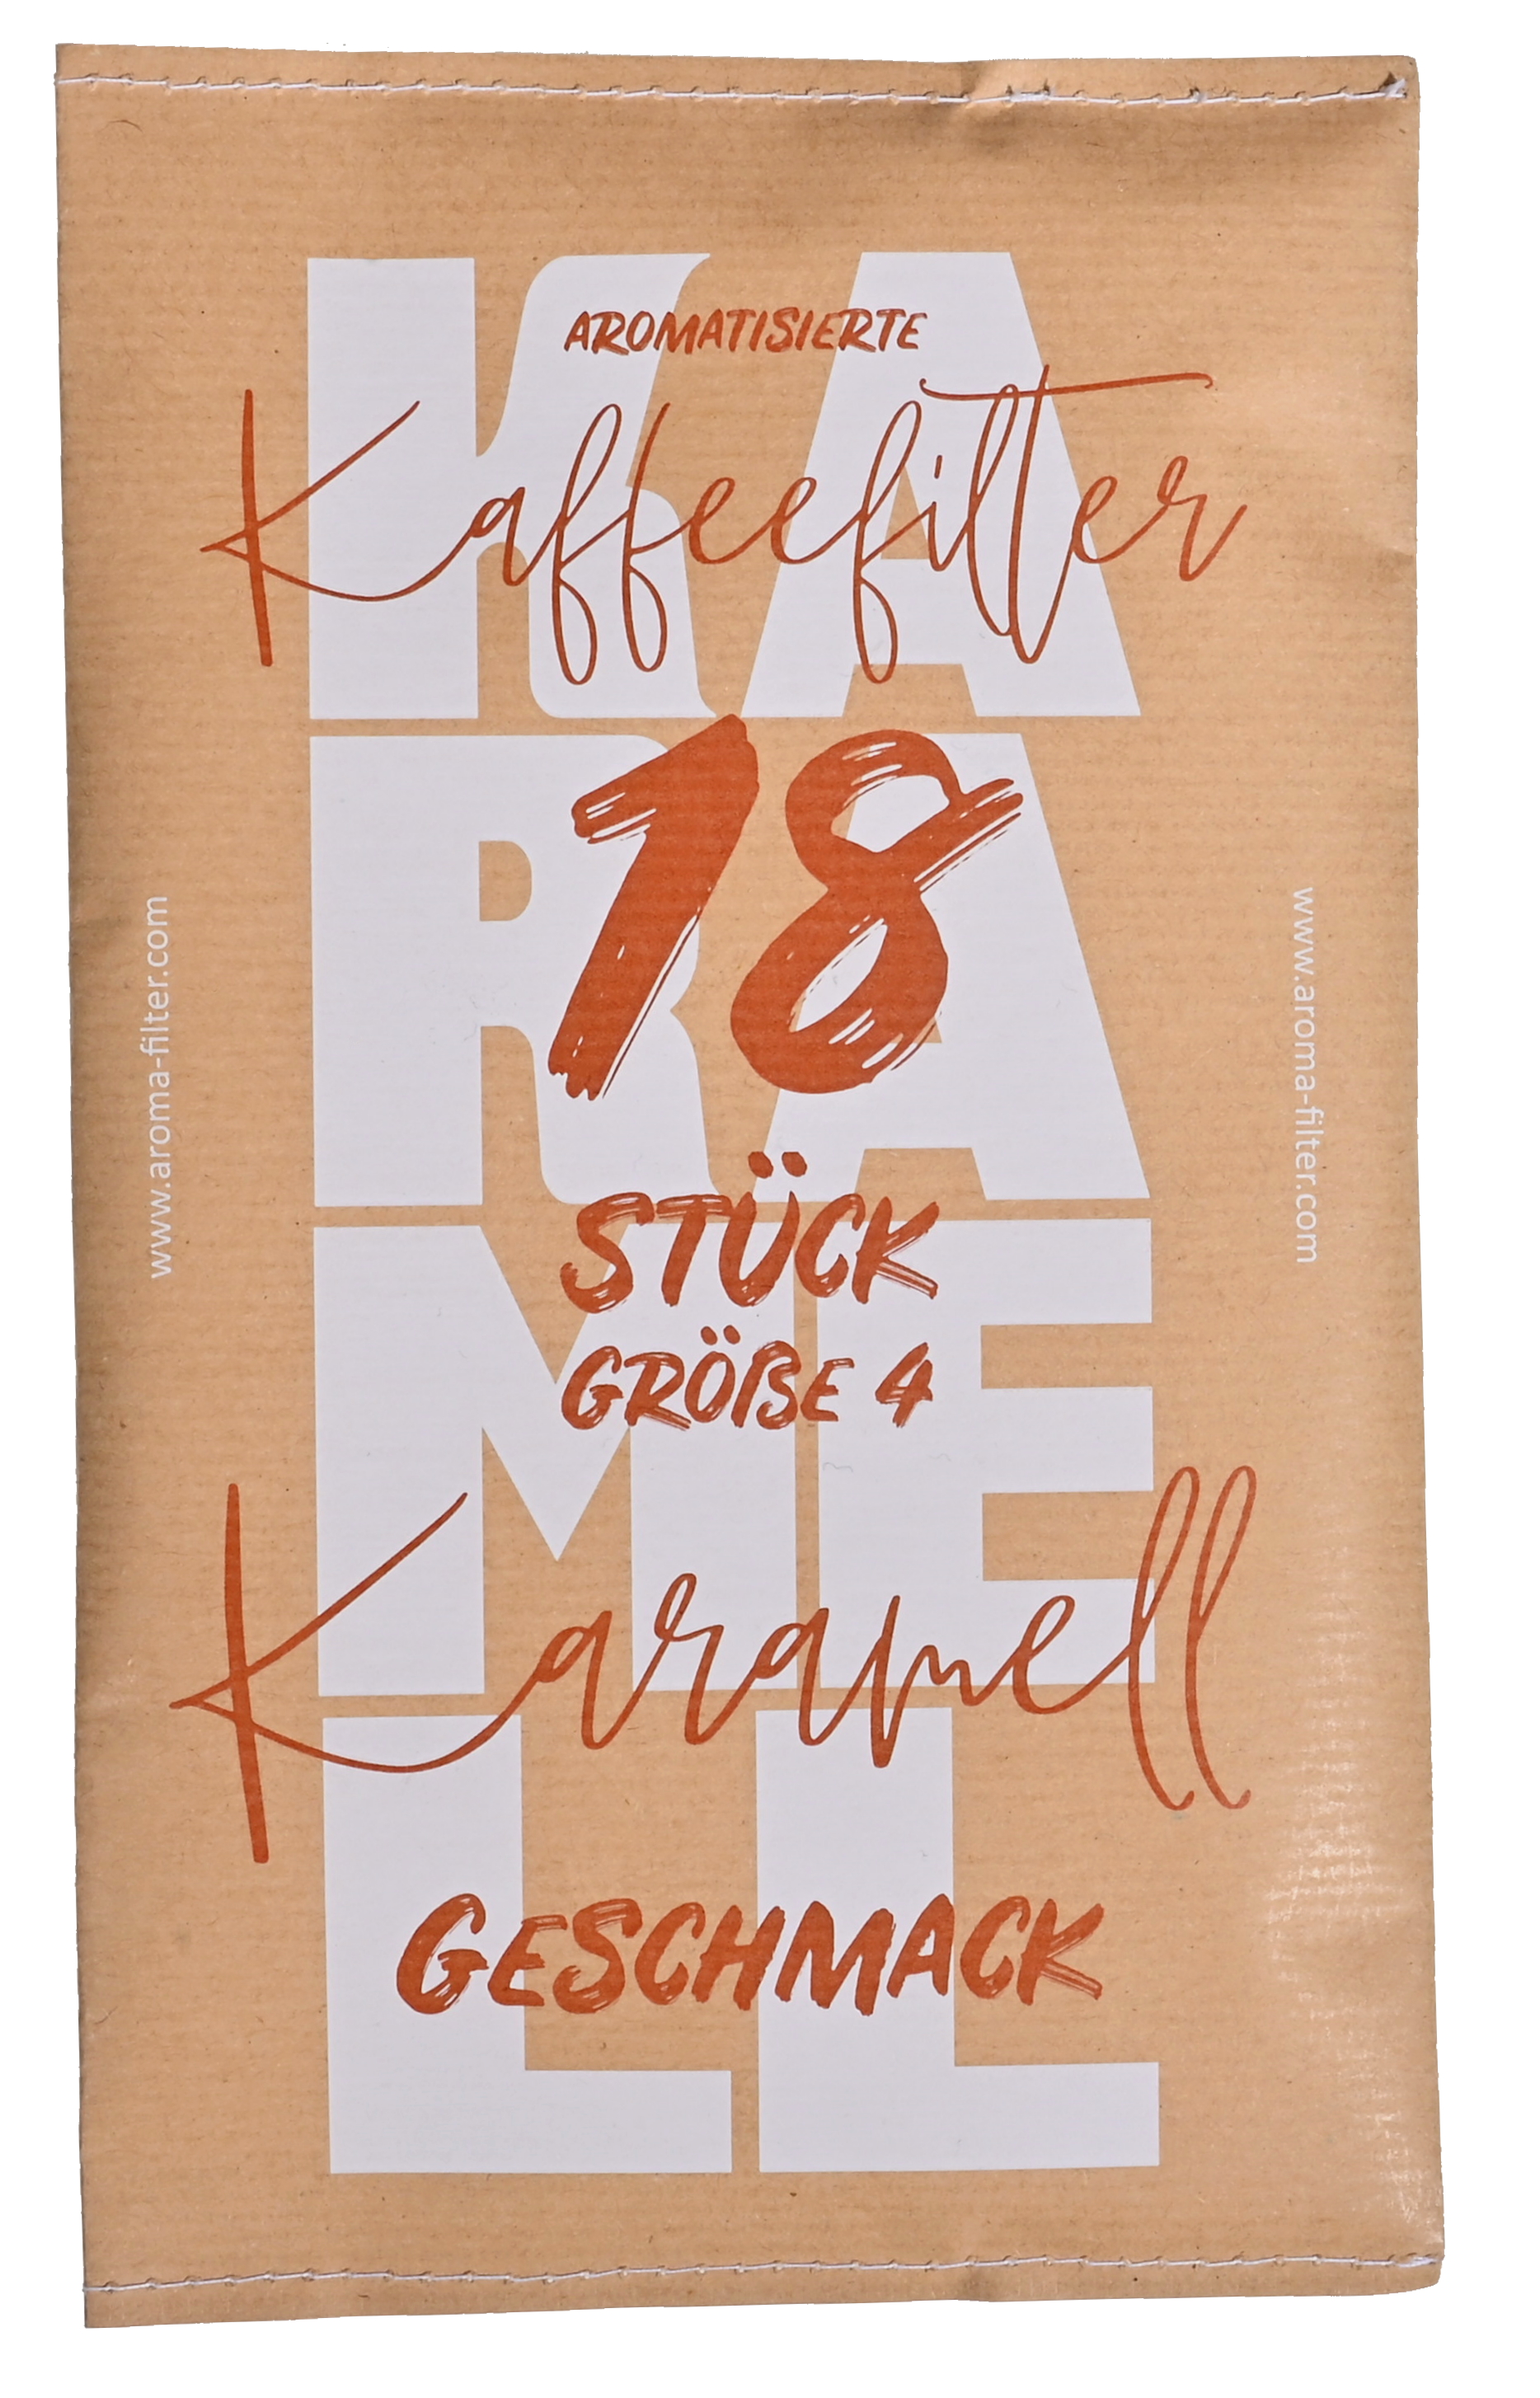 AROMATISIERTE
Kaffeefilter
18
STÜCK
GRÖßE 4
Karamell
GESCHMACK
KA
RA
ME
LL
www.aroma-filter.com
www.aroma-filter.com